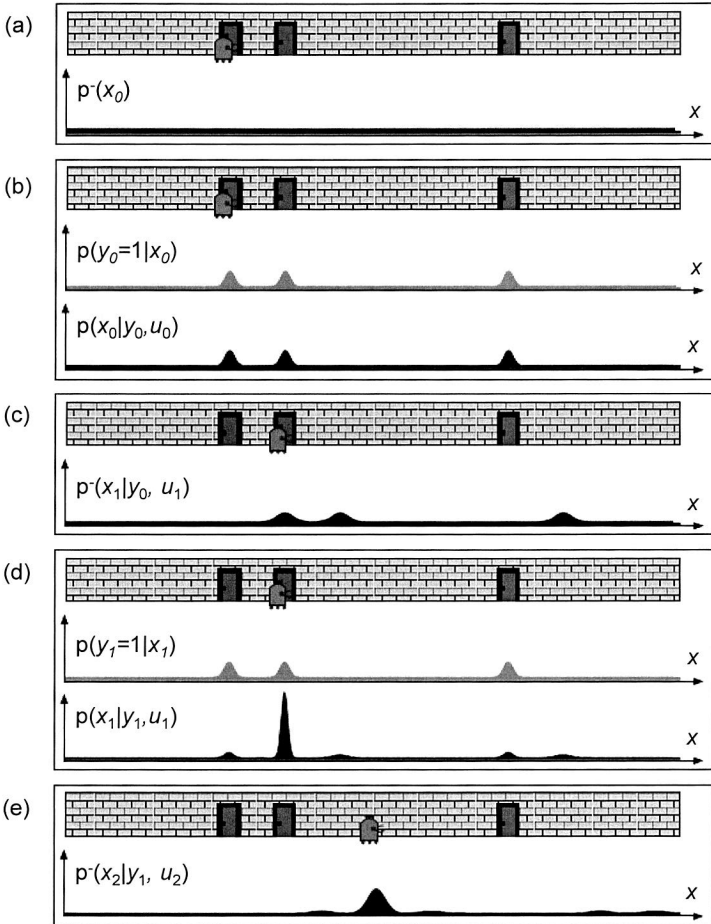 (a)
p⁻(x₀)
x
(b)
p(y₀=1|x₀)
x
p(x₀|y₀,u₀)
x
(c)
p⁻(x₁|y₀, u₁)
x
(d)
p(y₁=1|x₁)
x
p(x₁|y₁,u₁)
x
(e)
p⁻(x₂|y₁, u₂)
x